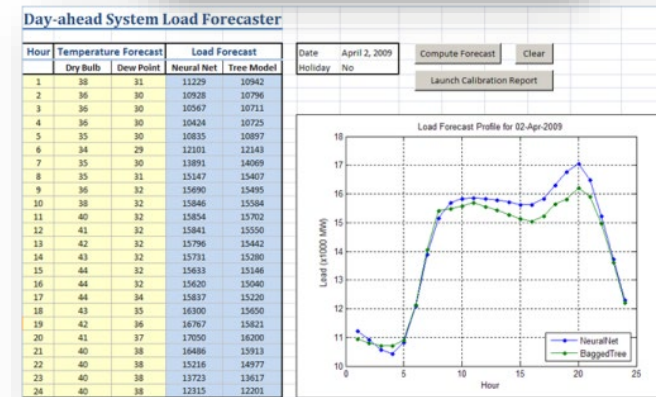 Day-ahead System Load Forecaster
Hour Temperature Forecast Load Forecast
Dry Bulb Dew Point Neural Net Tree Model
1 38 31 11229 10942
2 36 30 10928 10796
3 36 30 10567 10711
4 36 30 10424 10725
5 35 30 10835 10897
6 34 29 12101 12143
7 35 30 13891 14069
8 35 31 15147 15407
9 36 32 15690 15495
10 38 32 15846 15584
11 40 32 15854 15702
12 41 32 15841 15550
13 42 32 15796 15442
14 43 32 15731 15280
15 44 32 15633 15146
16 44 32 15620 15040
17 44 34 15837 15220
18 43 35 16300 15650
19 42 36 16767 15821
20 41 37 17050 16200
21 40 38 16486 15913
22 40 38 15216 14977
23 40 38 13723 13617
24 40 38 12315 12201
Date April 2, 2009
Holiday No
Compute Forecast Clear
Launch Calibration Report
Load Forecast Profile for 02-Apr-2009
Load (x1000 MW)
18
17
16
15
14
13
12
11
10
0 5 10 15 20 25
Hour
NeuralNet
BaggedTree